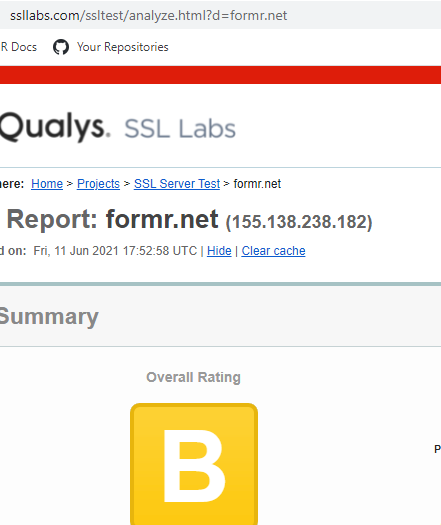 ssllabs.com/ssltest/analyze.html?d=formr.net
R Docs Your Repositories
Qualys. SSL Labs
here: Home > Projects > SSL Server Test > formr.net
Report: formr.net (155.138.238.182)
d on: Fri, 11 Jun 2021 17:52:58 UTC | Hide | Clear cache
Summary
Overall Rating
B
P